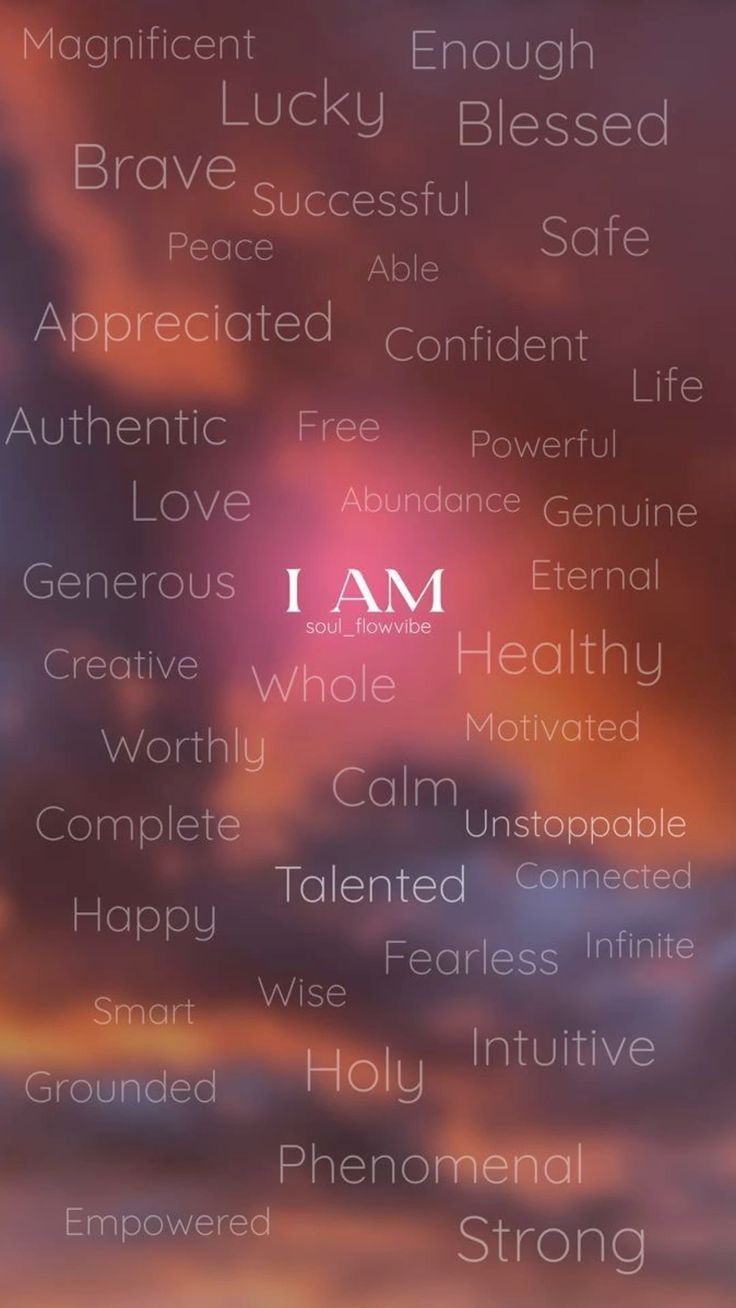 Magnificent
Enough
Lucky
Blessed
Brave
Successful
Peace
Safe
Able
Appreciated
Confident
Life
Authentic
Free
Powerful
Love
Abundance
Genuine
Generous
I AM
Eternal
soul_flowvibe
Creative
Whole
Healthy
Worthly
Motivated
Calm
Complete
Unstoppable
Talented
Connected
Happy
Fearless
Infinite
Smart
Wise
Intuitive
Grounded
Holy
Phenomenal
Empowered
Strong